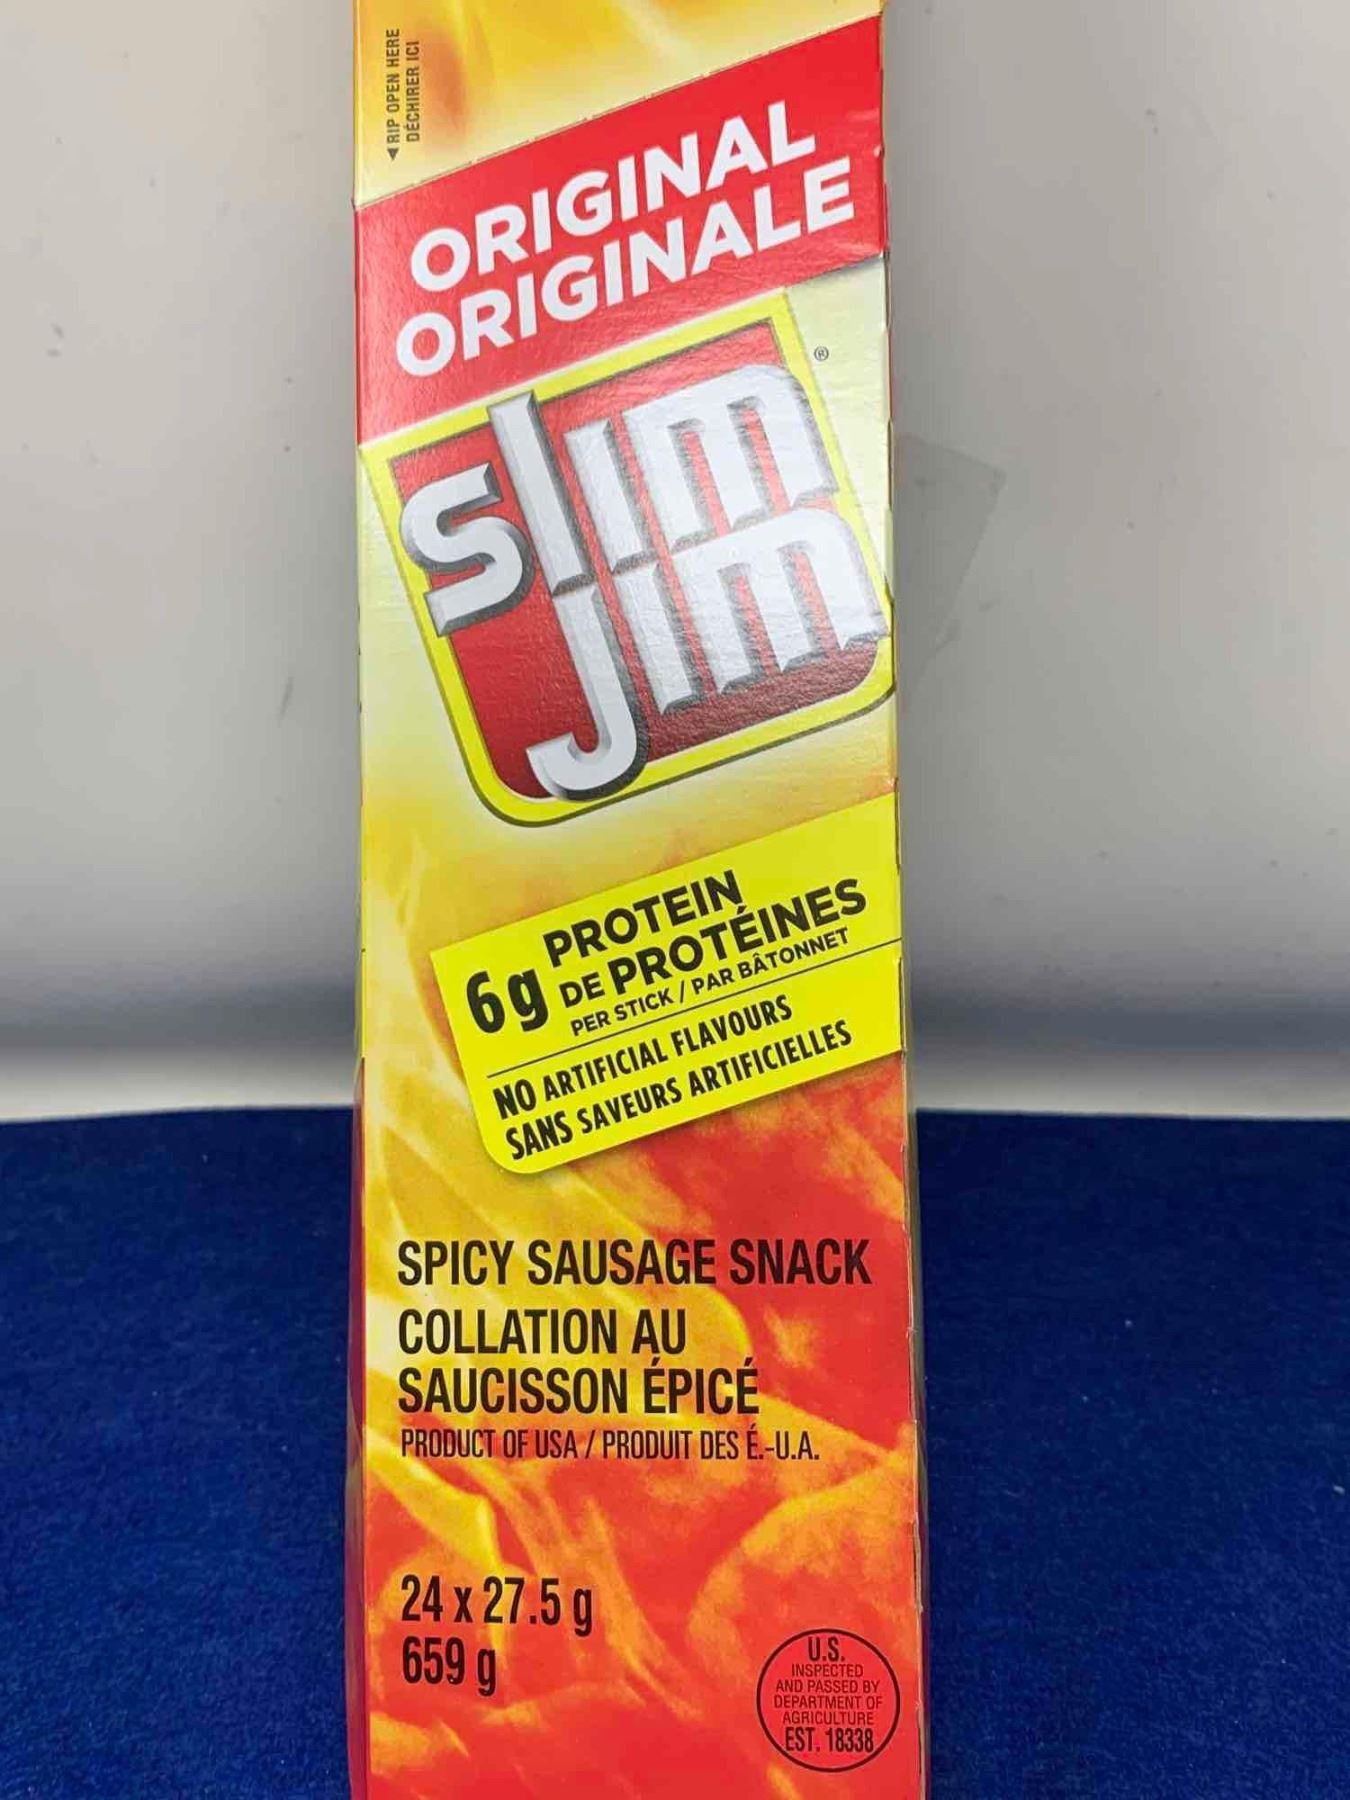 ◄ RIP OPEN HERE
DÉCHIRER ICI
ORIGINAL
ORIGINALE
slim
jim
®
6g PROTEIN
DE PROTÉINES
PER STICK / PAR BÂTONNET
NO ARTIFICIAL FLAVOURS
SANS SAVEURS ARTIFICIELLES
SPICY SAUSAGE SNACK
COLLATION AU
SAUCISSON ÉPICÉ
PRODUCT OF USA / PRODUIT DES É.-U.A.
24 x 27.5 g
659 g
U.S.
INSPECTED
AND PASSED BY
DEPARTMENT OF
AGRICULTURE
EST. 18338